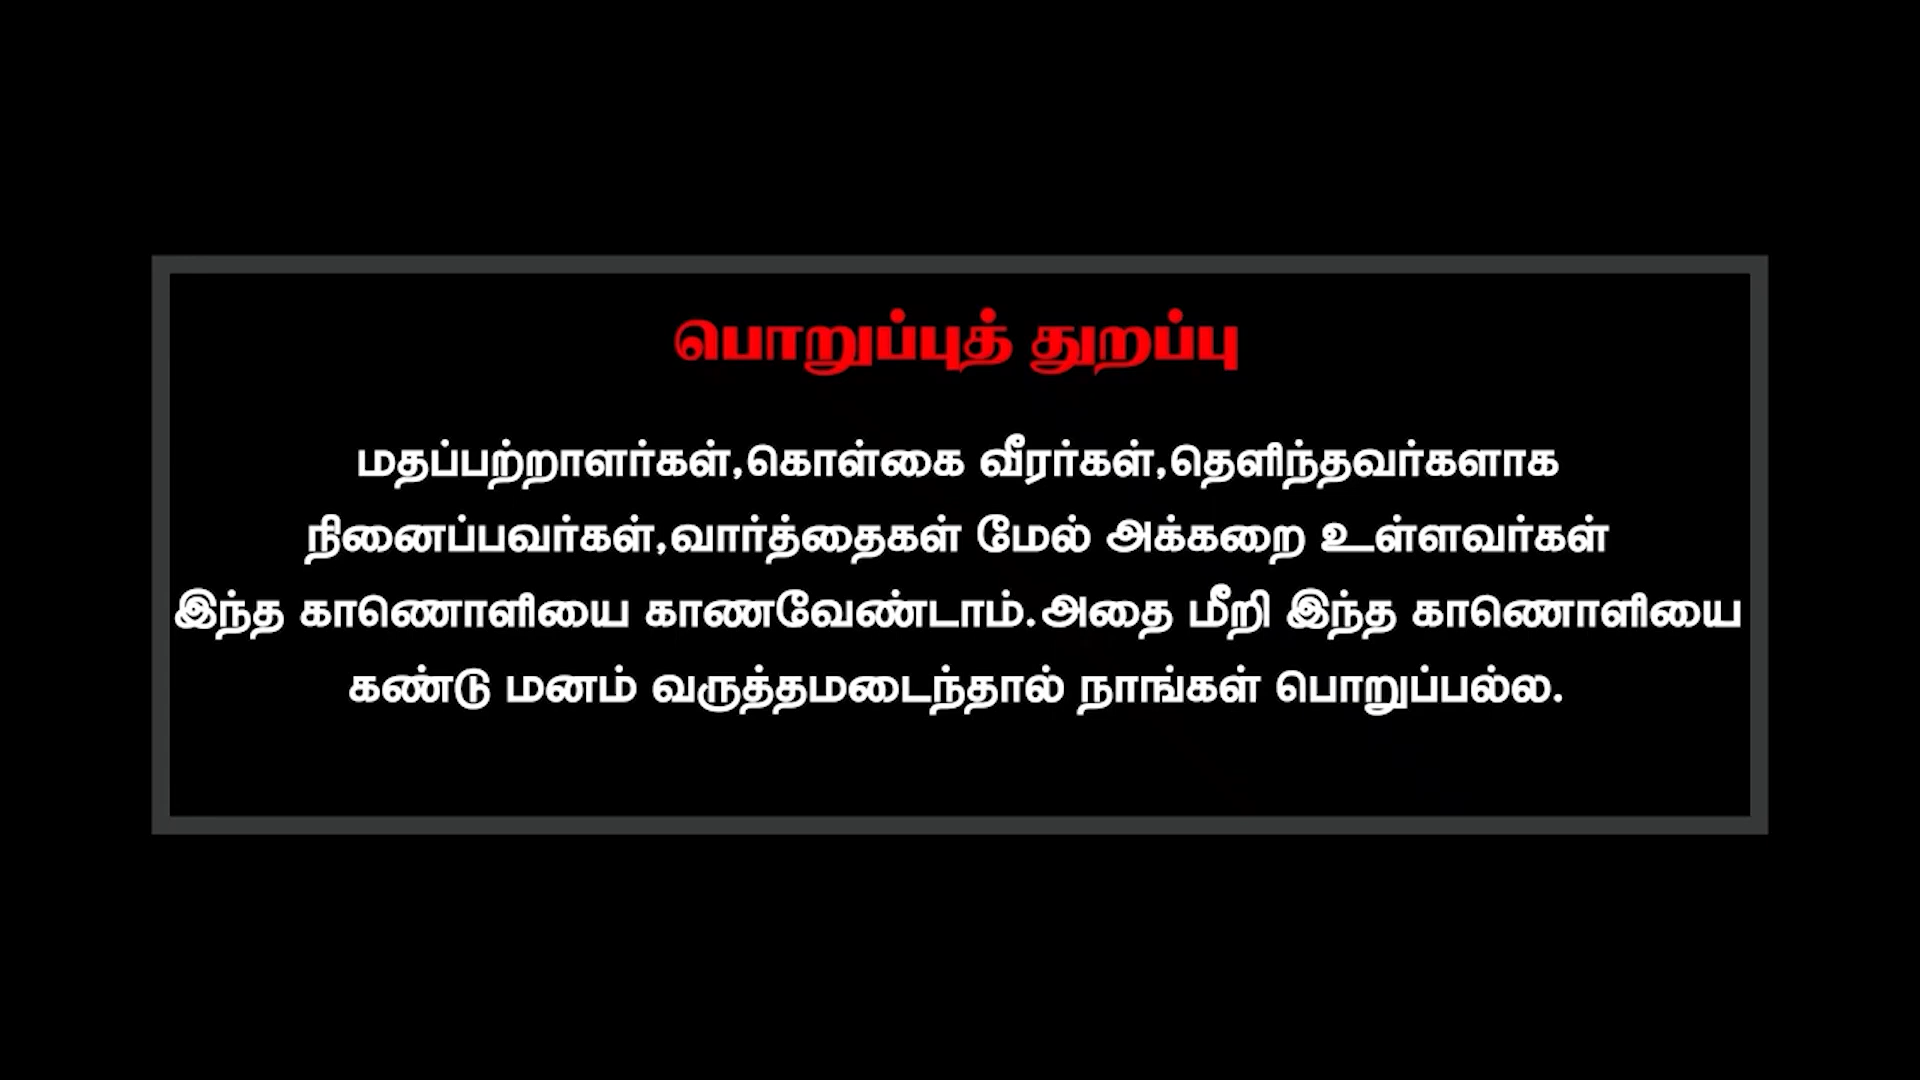 பொறுப்புத் துறப்பு
மதப்பற்றாளர்கள்,கொள்கை வீரர்கள்,தெளிந்தவர்களாக
நினைப்பவர்கள்,வார்த்தைகள் மேல் அக்கறை உள்ளவர்கள்
இந்த காணொளியை காணவேண்டாம்.அதை மீறி இந்த காணொளியை
கண்டு மனம் வருத்தமடைந்தால் நாங்கள் பொறுப்பல்ல.